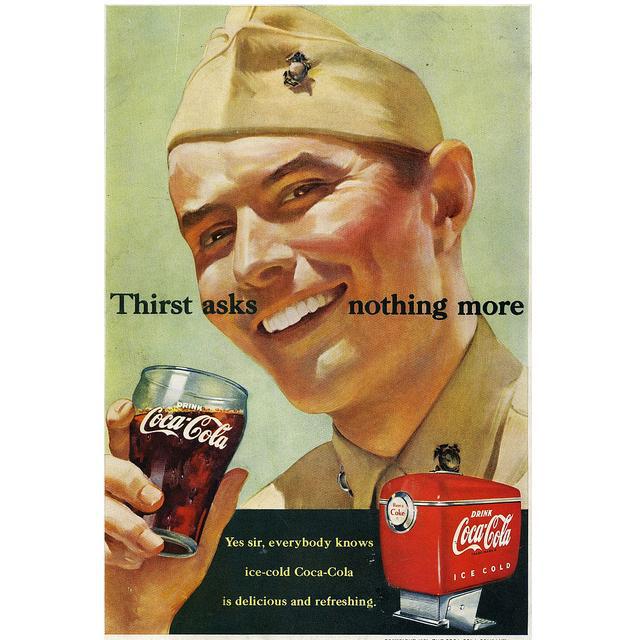 Thirst asks nothing more
DRINK
Coca-Cola
Yes sir, everybody knows
ice-cold Coca-Cola
is delicious and refreshing.
Have a
Coke
DRINK
Coca-Cola
ICE COLD